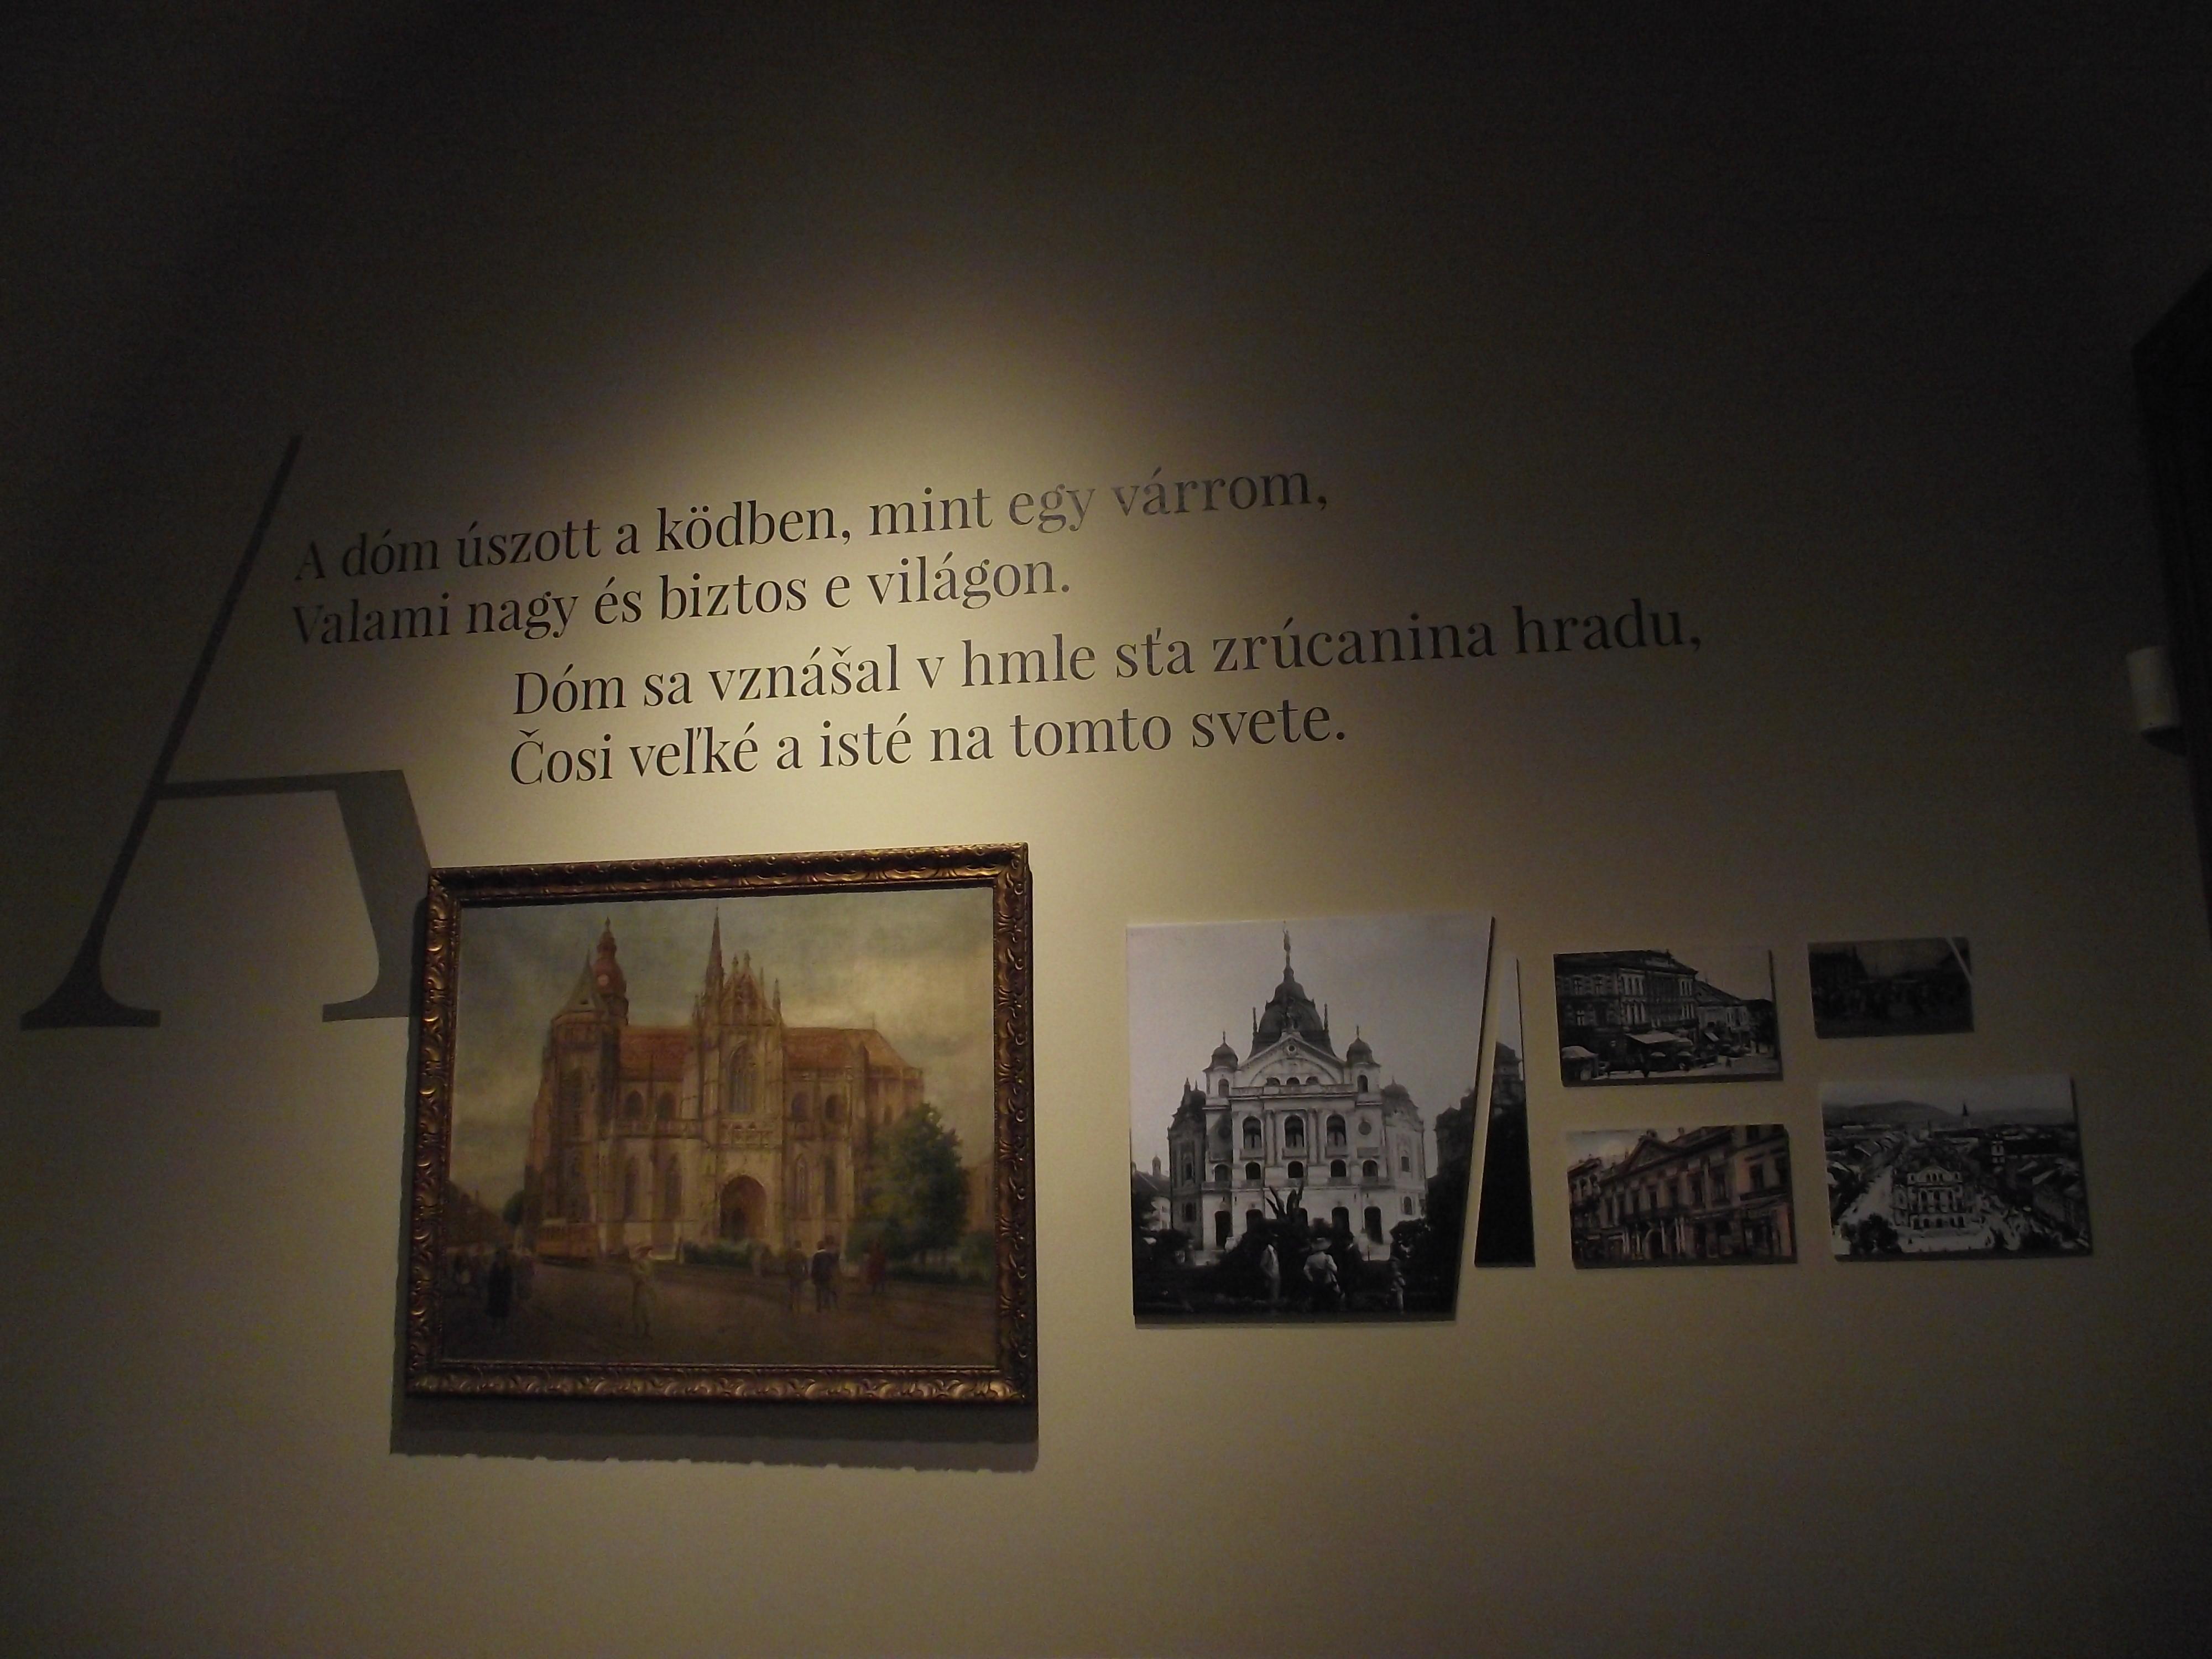 A dóm úszott a ködben, mint egy várrom,
Valami nagy és biztos e világon.
Dóm sa vznášal v hmle sťa zrúcanina hradu,
Čosi veľké a isté na tomto svete.